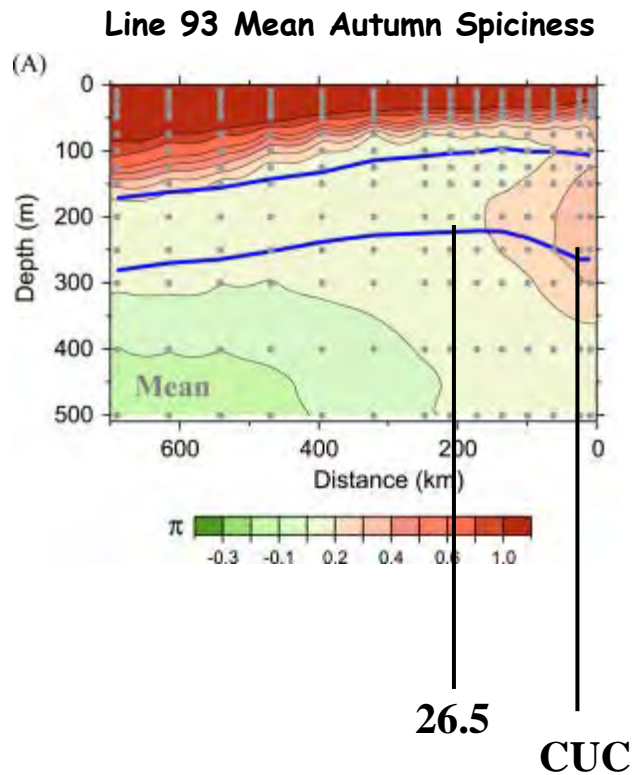 Line 93 Mean Autumn Spiciness
(A)
0
100
200
300
400
500
Depth (m)
Mean
600 400 200 0
Distance (km)
π
-0.3 -0.1 0.2 0.4 0.6 1.0
26.5
CUC